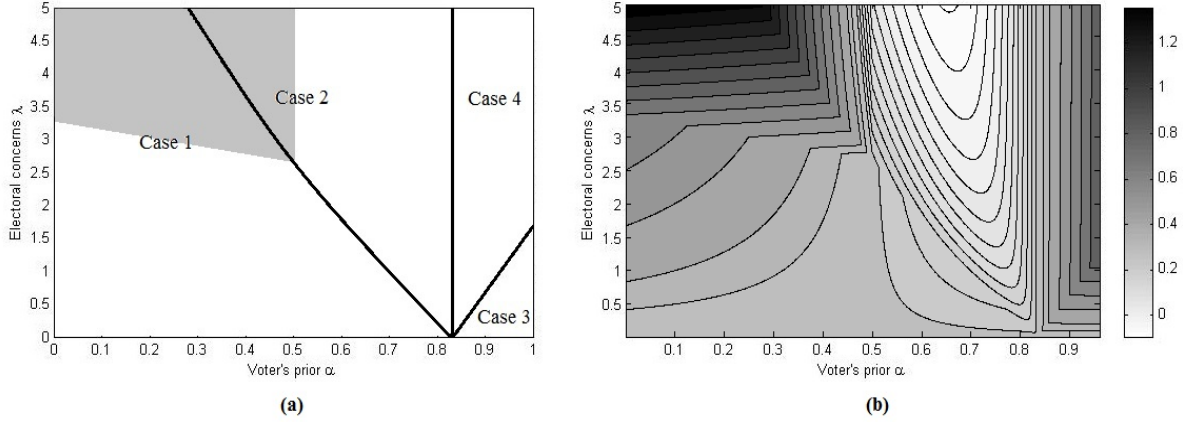 5
4.5
4
3.5
3
2.5
2
1.5
1
0.5
0
Electoral concerns λ
Case 1
Case 2
Case 4
Case 3
0 0.1 0.2 0.3 0.4 0.5 0.6 0.7 0.8 0.9 1
Voter's prior α
(a)
5
4.5
4
3.5
3
2.5
2
1.5
1
0.5
Electoral concerns λ
0.1 0.2 0.3 0.4 0.5 0.6 0.7 0.8 0.9
Voter's prior α
1.2
1
0.8
0.6
0.4
0.2
0
(b)